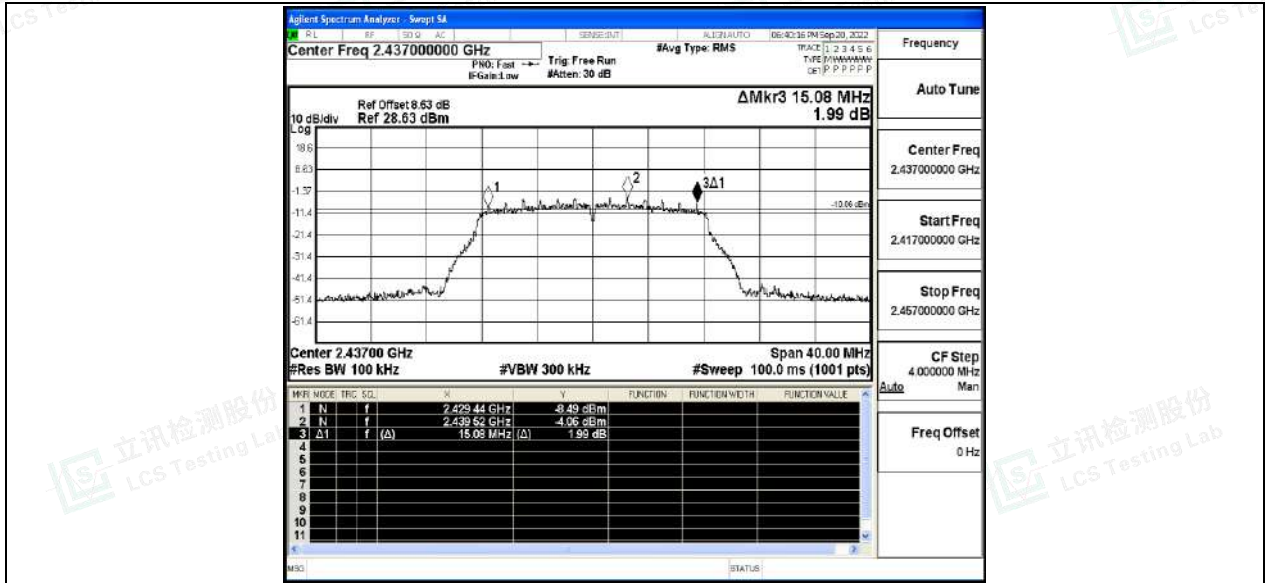 Agilent Spectrum Analyzer - Swept SA
RL RF 50 Ω AC SENSE:INT ALIGNAUTO 06:40:16 PM Sep 20, 2022
Center Freq 2.437000000 GHz
#Avg Type: RMS
TRACE 1 2 3 4 5 6
PNO: Fast
Trig: Free Run
TYPE MWWWWW
IFGain:Low
#Atten: 30 dB
DET P P P P P P
Frequency
Auto Tune
ΔMkr3 15.08 MHz
1.99 dB
Ref Offset 8.63 dB
10 dB/div Ref 28.63 dBm
Log
18.6
8.63
-1.37
-11.4
-21.4
-31.4
-41.4
-51.4
-61.4
1
2
3Δ1
-10.06 dBm
Center Freq
2.437000000 GHz
Start Freq
2.417000000 GHz
Stop Freq
2.457000000 GHz
Center 2.43700 GHz Span 40.00 MHz
#Res BW 100 kHz #VBW 300 kHz #Sweep 100.0 ms (1001 pts)
CF Step
4.000000 MHz
Auto Man
MKR MODE TRC SCL X Y FUNCTION FUNCTION WIDTH FUNCTION VALUE
1 N f 2.429 44 GHz -8.49 dBm
2 N f 2.439 52 GHz -4.06 dBm
3 Δ1 f (Δ) 15.08 MHz (Δ) 1.99 dB
4
5
6
7
8
9
10
11
Freq Offset
0 Hz
MSG STATUS
立讯检测股份
LCS Testing Lab
立讯检测股份
LCS Testing Lab